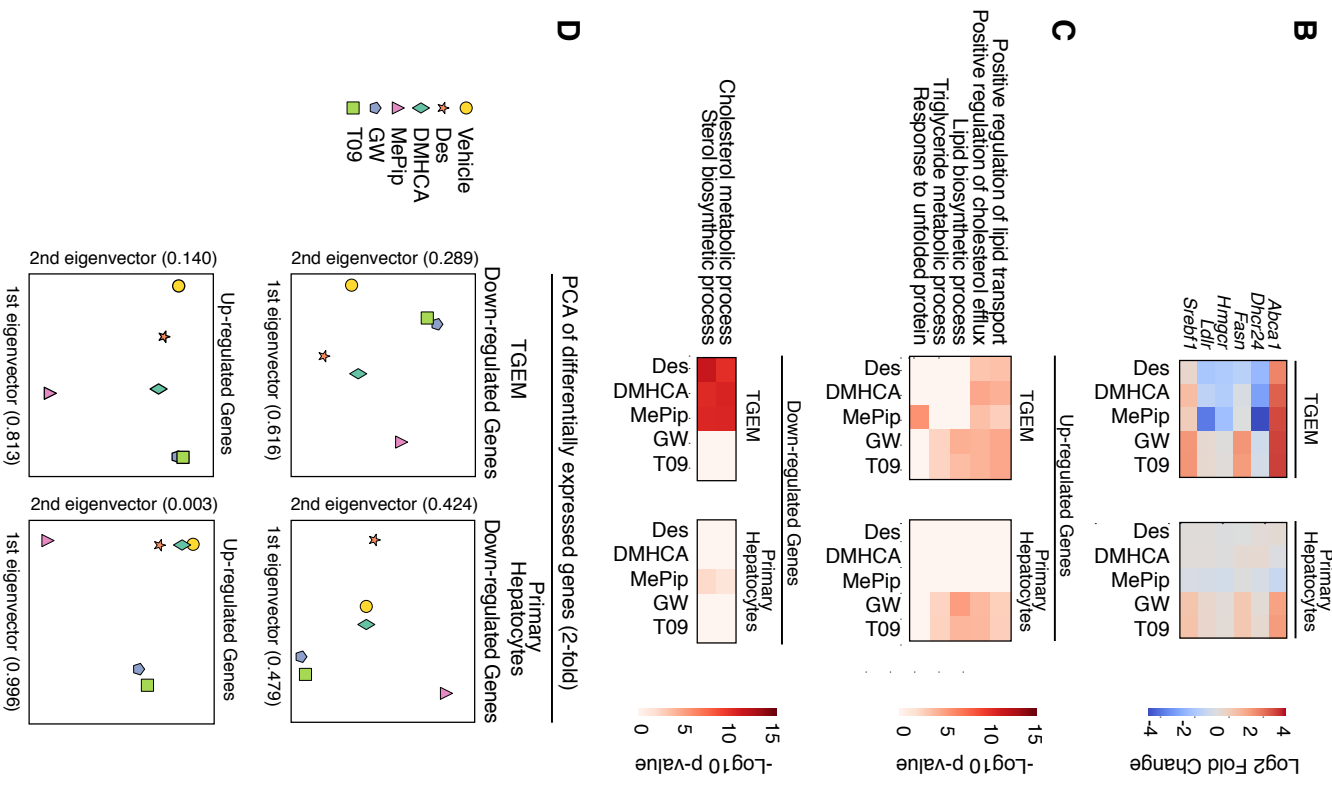 B
TGEM
Primary
Hepatocytes
Abca1
Dhcr24
Fasn
Hmgcr
Ldlr
Srebf1
Des
DMHCA
MePip
GW
T09
Des
DMHCA
MePip
GW
T09
-4
-2
0
2
4
Log2 Fold Change
C
Up-regulated Genes
TGEM
Primary
Hepatocytes
Positive regulation of lipid transport
Positive regulation of cholesterol efflux
Lipid biosynthetic process
Triglyceride metabolic process
Response to unfolded protein
Des
DMHCA
MePip
GW
T09
Des
DMHCA
MePip
GW
T09
0
5
10
15
-Log10 p-value
Down-regulated Genes
TGEM
Primary
Hepatocytes
Cholesterol metabolic process
Sterol biosynthetic process
Des
DMHCA
MePip
GW
T09
Des
DMHCA
MePip
GW
T09
0
5
10
15
-Log10 p-value
D
PCA of differentially expressed genes (2-fold)
Vehicle
Des
DMHCA
MePip
GW
T09
TGEM
Down-regulated Genes
2nd eigenvector (0.289)
1st eigenvector (0.616)
Primary
Hepatocytes
Down-regulated Genes
2nd eigenvector (0.424)
1st eigenvector (0.479)
Up-regulated Genes
2nd eigenvector (0.140)
1st eigenvector (0.813)
Up-regulated Genes
2nd eigenvector (0.003)
1st eigenvector (0.996)